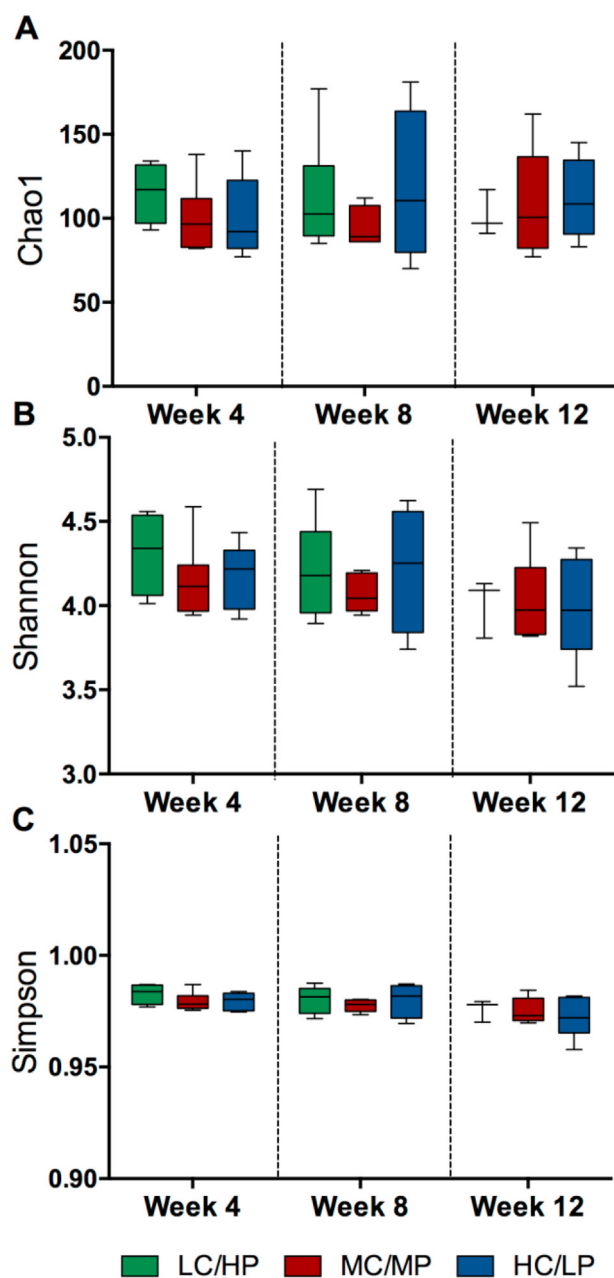 A
Chao1
200
150
100
50
0
Week 4 Week 8 Week 12
B
Shannon
5.0
4.5
4.0
3.5
3.0
Week 4 Week 8 Week 12
C
Simpson
1.05
1.00
0.95
0.90
Week 4 Week 8 Week 12
LC/HP MC/MP HC/LP